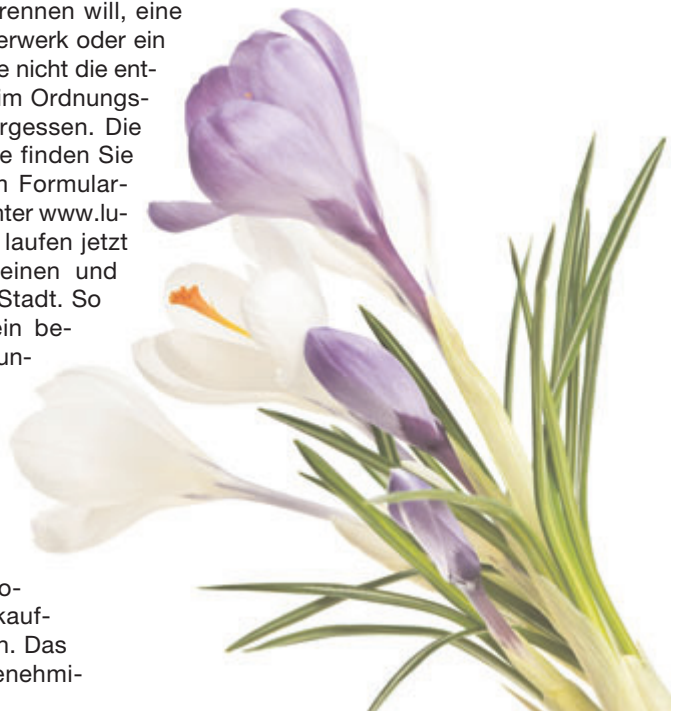 rennen will, eine
erwerk oder ein
e nicht die ent-
im Ordnungs-
rgessen. Die
e finden Sie
n Formular-
nter www.lu-
laufen jetzt
einen und
Stadt. So
ein be-
un-
o-
kauf-
n. Das
enehmi-